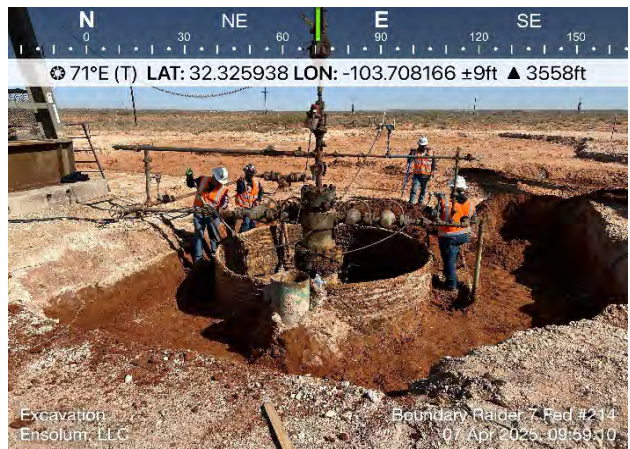 N NE E SE
0 30 60 90 120 150
71°E (T) LAT: 32.325938 LON: -103.708166 ±9ft ▲ 3558ft
Excavation
Ensolum, LLC
Boundary Raider 7 Fed #214
07 Apr 2025, 09:59:10